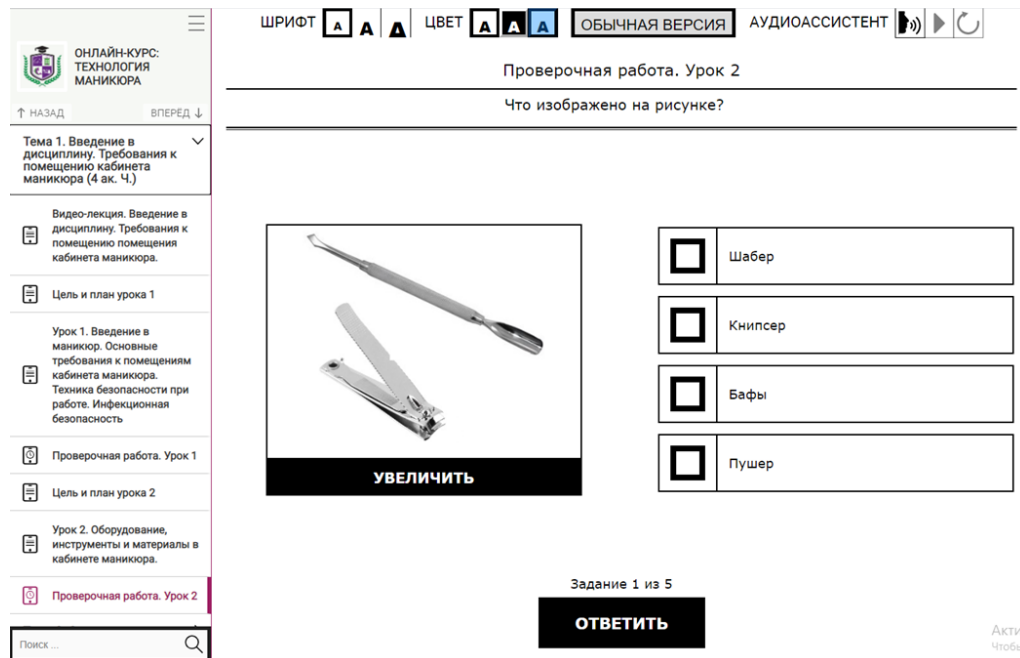 ШРИФТ А А А ЦВЕТ А А А ОБЫЧНАЯ ВЕРСИЯ АУДИОАССИСТЕНТ
ОНЛАЙН-КУРС:
ТЕХНОЛОГИЯ
МАНИКЮРА
↑ НАЗАД ВПЕРЁД ↓
Тема 1. Введение в
дисциплину. Требования к
помещению кабинета
маникюра (4 ак. Ч.)
Видео-лекция. Введение в
дисциплину. Требования к
помещению помещения
кабинета маникюра.
Цель и план урока 1
Урок 1. Введение в
маникюр. Основные
требования к помещениям
кабинета маникюра.
Техника безопасности при
работе. Инфекционная
безопасность
Проверочная работа. Урок 1
Цель и план урока 2
Урок 2. Оборудование,
инструменты и материалы в
кабинете маникюра.
Проверочная работа. Урок 2
Поиск ...
Проверочная работа. Урок 2
Что изображено на рисунке?
УВЕЛИЧИТЬ
Шабер
Книпсер
Бафы
Пушер
Задание 1 из 5
ОТВЕТИТЬ
Акти
Чтобы